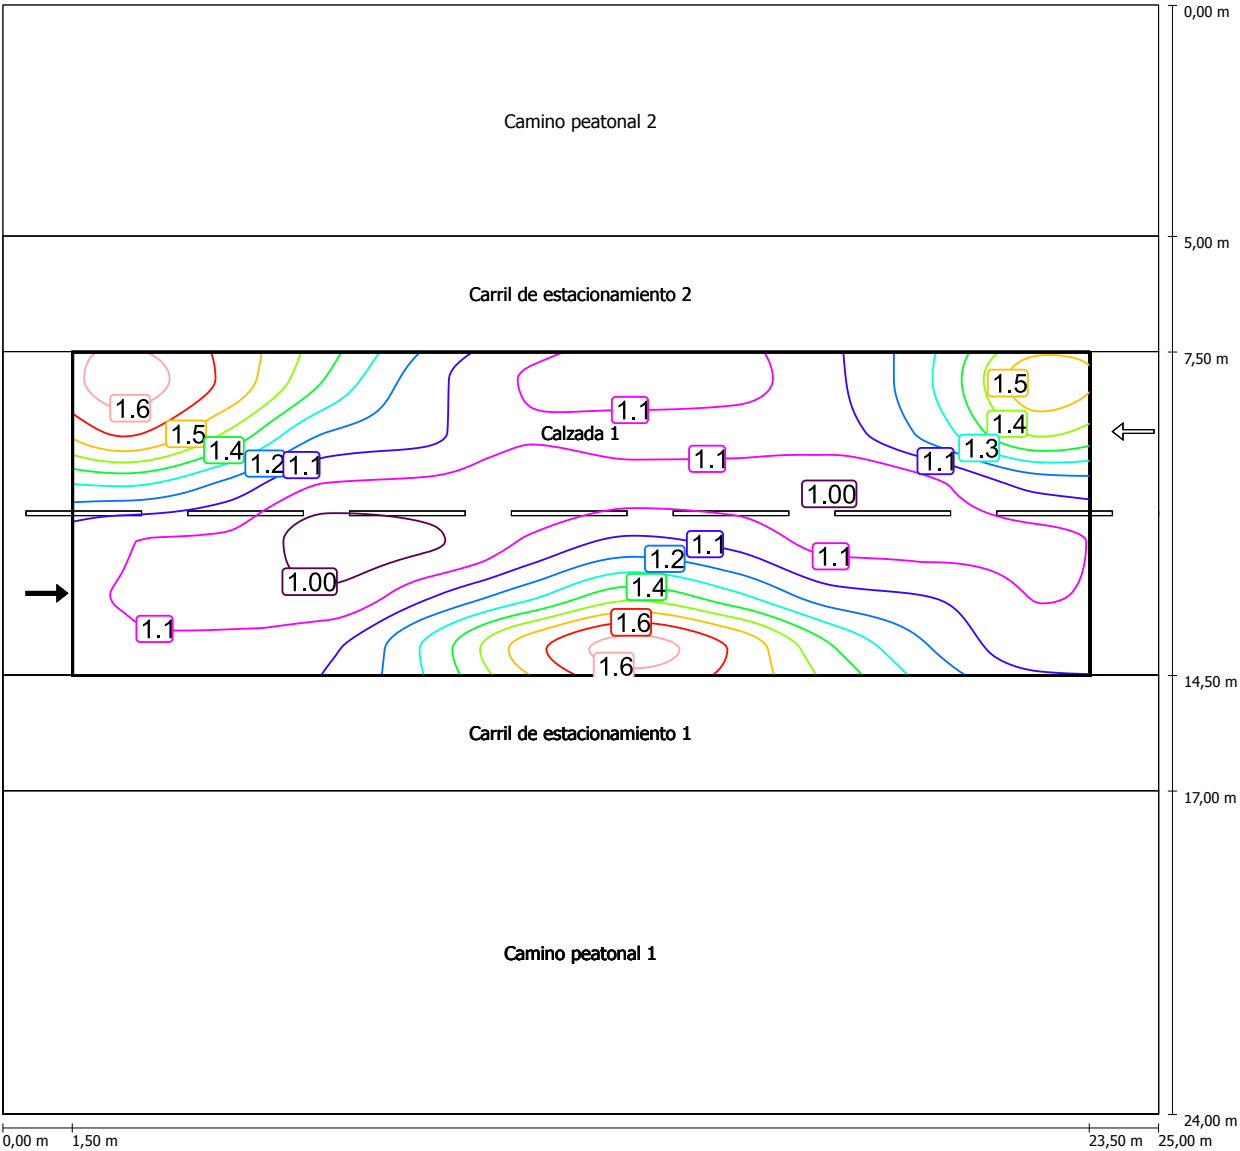 0,00 m
Camino peatonal 2
5,00 m
Carril de estacionamiento 2
7,50 m
1.6
1.1
1.5
1.5
1.4
Calzada 1
1.4
1.3
1.2
1.1
1.1
1.1
1.00
1.1
1.2
1.1
1.00
1.4
1.1
1.6
1.6
14,50 m
Carril de estacionamiento 1
17,00 m
Camino peatonal 1
24,00 m
0,00 m
1,50 m
23,50 m
25,00 m